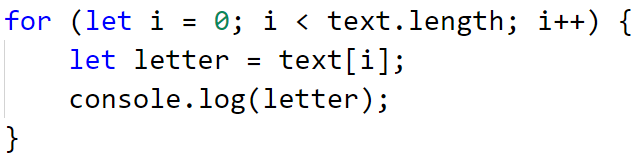 for (let i = 0; i < text.length; i++) {
    let letter = text[i];
    console.log(letter);
}